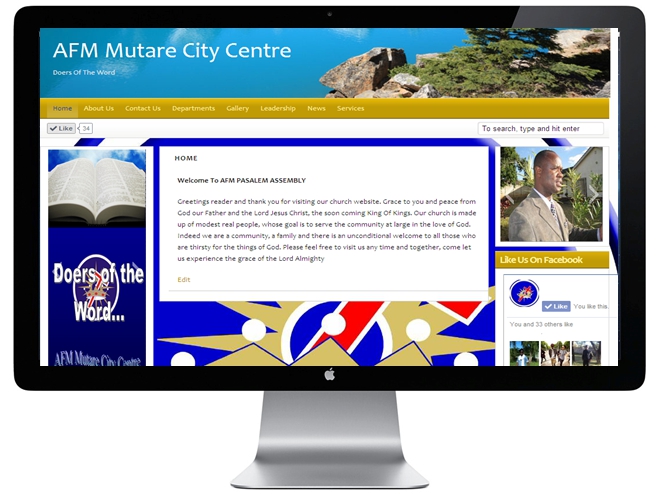 AFM Mutare City Centre
Doers Of The Word
Home About Us Contact Us Departments Gallery Leadership News Services
Like 34
To search, type and hit enter
HOME
Welcome To AFM PASALEM ASSEMBLY
Greetings reader and thank you for visiting our church website. Grace to you and peace from
God our Father and the Lord Jesus Christ, the soon coming King Of Kings. Our church is made
up of modest real people, whose goal is to serve the community at large in the love of God.
Indeed we are a community, a family and there is an unconditional welcome to all those who
are thirsty for the things of God. Please feel free to visit us any time and together, come let
us experience the grace of the Lord Almighty
Edit
Doers of the
Word...
AFM Mutare City Centre
Like Us On Facebook
Like You like this.
You and 33 others like